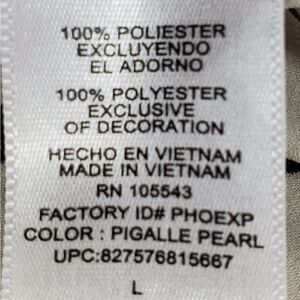 100% POLIESTER
EXCLUYENDO
EL ADORNO
100% POLYESTER
EXCLUSIVE
OF DECORATION
HECHO EN VIETNAM
MADE IN VIETNAM
RN 105543
FACTORY ID# PHOEXP
COLOR : PIGALLE PEARL
UPC:827576815667
L